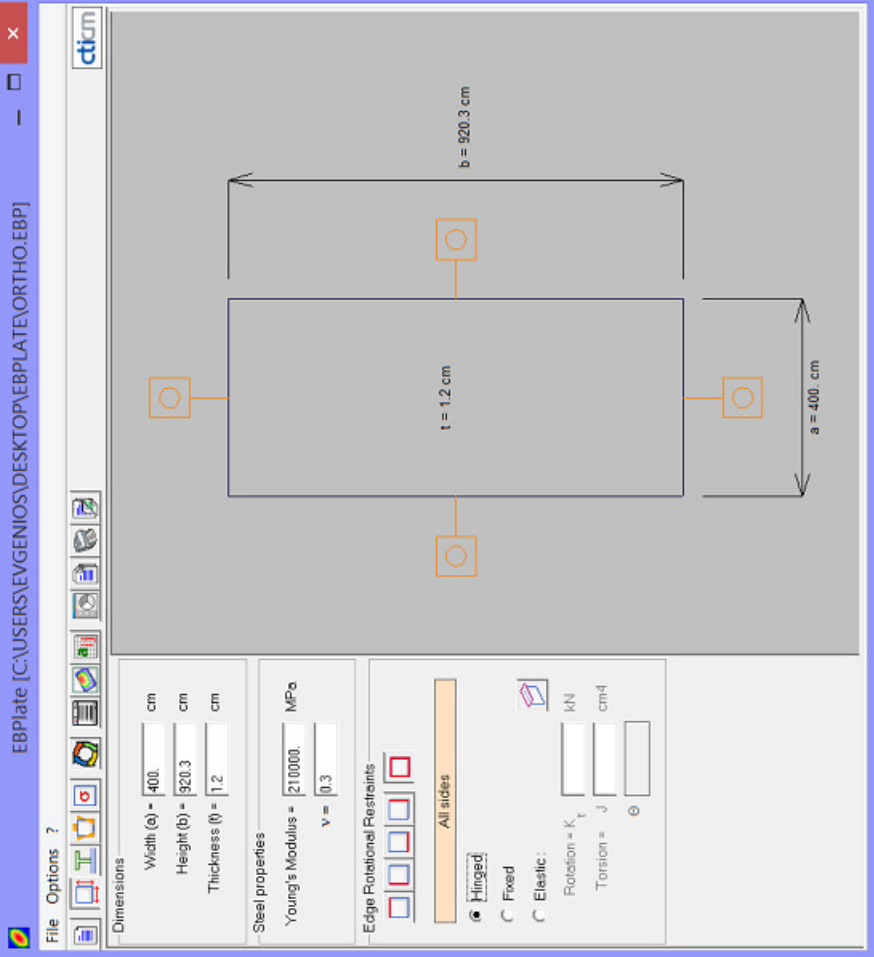 EBPlate [C:\USERS\EVGENIOS\DESKTOP\EBPLATE\ORTHO.EBP]
File Options ?
σ
cticm
Dimensions
Width (a) = 400. cm
Height (b) = 920.3 cm
Thickness (t) = 1.2 cm
Steel properties
Young's Modulus = 210000. MPa
ν = 0.3
Edge Rotational Restraints
All sides
Hinged
Fixed
Elastic :
Rotation = Kr kN
Torsion = J cm4
Θ
t = 1.2 cm
b = 920.3 cm
a = 400. cm